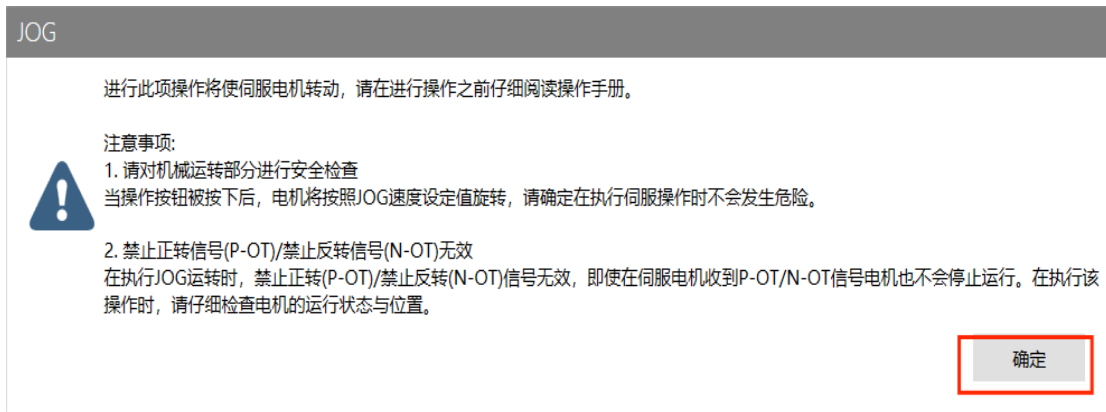 JOG
进行此项操作将使伺服电机转动，请在进行操作之前仔细阅读操作手册。
注意事项:
1. 请对机械运转部分进行安全检查
当操作按钮被按下后，电机将按照JOG速度设定值旋转，请确定在执行伺服操作时不会发生危险。
2. 禁止正转信号(P-OT)/禁止反转信号(N-OT)无效
在执行JOG运转时，禁止正转(P-OT)/禁止反转(N-OT)信号无效，即使在伺服电机收到P-OT/N-OT信号电机也不会停止运行。在执行该
操作时，请仔细检查电机的运行状态与位置。
确定